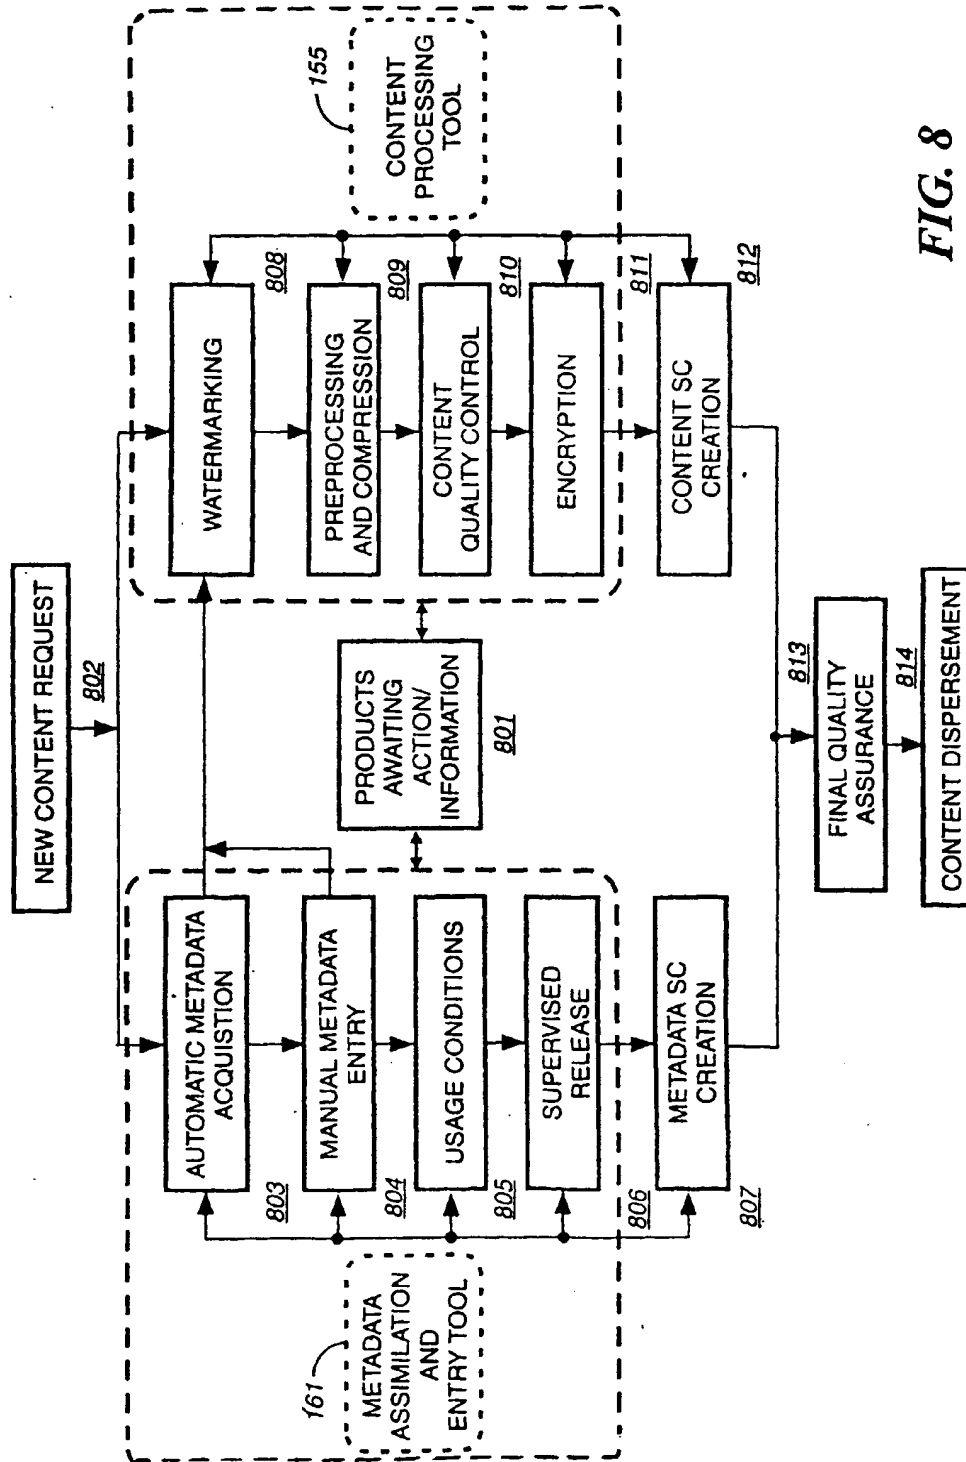 NEW CONTENT REQUEST
802
AUTOMATIC METADATA
ACQUISTION
803
MANUAL METADATA
ENTRY
804
USAGE CONDITIONS
805
SUPERVISED
RELEASE
806
METADATA SC
CREATION
807
161
METADATA
ASSIMILATION
AND
ENTRY TOOL
PRODUCTS
AWAITING
ACTION/
INFORMATION
801
WATERMARKING
808
PREPROCESSING
AND COMPRESSION
809
CONTENT
QUALITY CONTROL
810
ENCRYPTION
811
CONTENT SC
CREATION
812
155
CONTENT
PROCESSING
TOOL
813
FINAL QUALITY
ASSURANCE
814
CONTENT DISPERSEMENT
FIG. 8